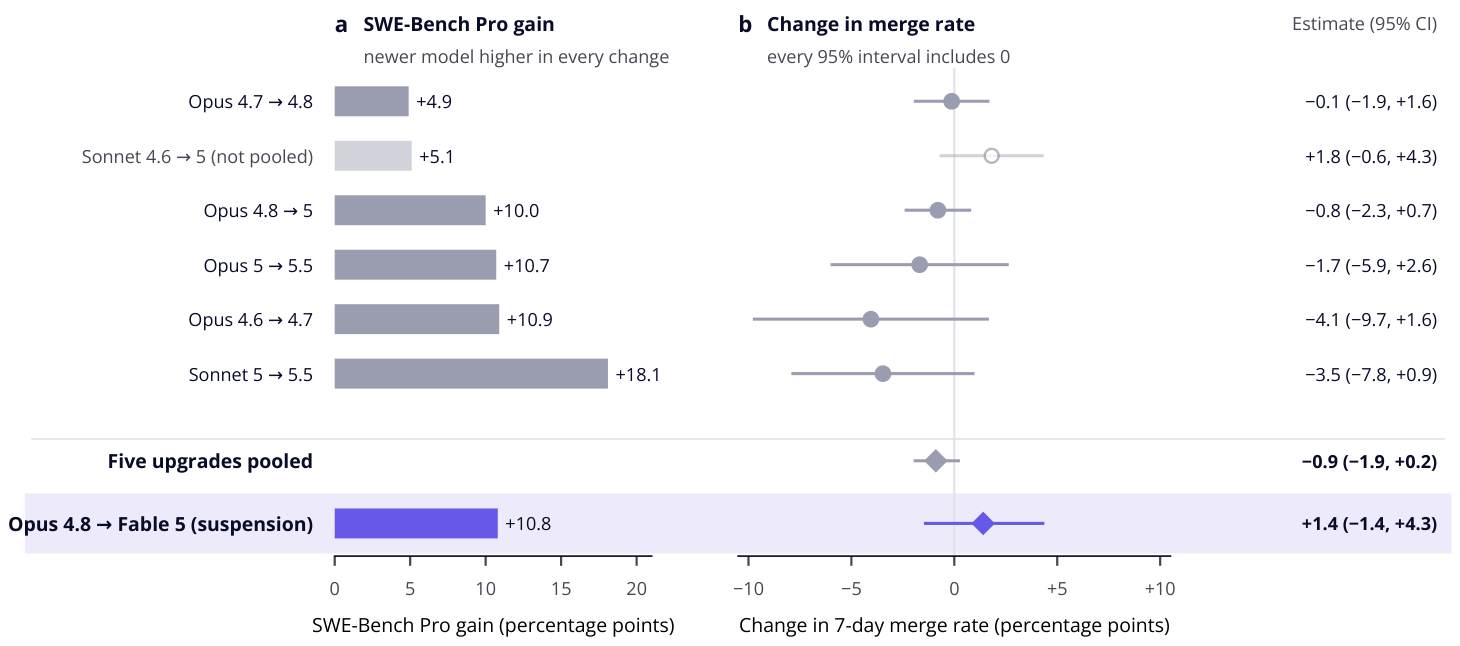 a SWE-Bench Pro gain b Change in merge rate Estimate (95% CI)
newer model higher in every change every 95% interval includes 0
Opus 4.7 → 4.8 +4.9 −0.1 (−1.9, +1.6)
Sonnet 4.6 → 5 (not pooled) +5.1 +1.8 (−0.6, +4.3)
Opus 4.8 → 5 +10.0 −0.8 (−2.3, +0.7)
Opus 5 → 5.5 +10.7 −1.7 (−5.9, +2.6)
Opus 4.6 → 4.7 +10.9 −4.1 (−9.7, +1.6)
Sonnet 5 → 5.5 +18.1 −3.5 (−7.8, +0.9)
Five upgrades pooled −0.9 (−1.9, +0.2)
Opus 4.8 → Fable 5 (suspension) +10.8 +1.4 (−1.4, +4.3)
0 5 10 15 20 −10 −5 0 +5 +10
SWE-Bench Pro gain (percentage points) Change in 7-day merge rate (percentage points)